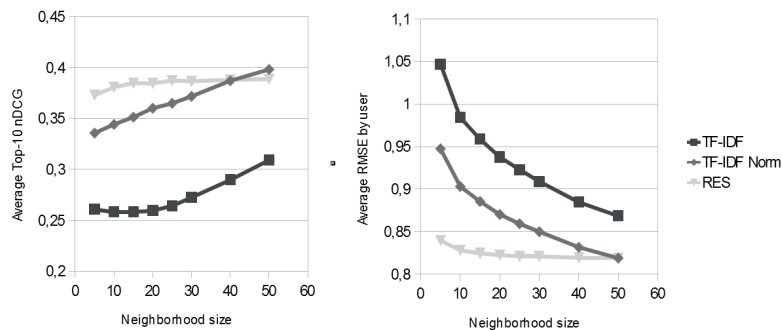 0,45
0,4
0,35
0,3
0,25
0,2
Average Top-10 nDCG
0 10 20 30 40 50 60
Neighborhood size
1,1
1,05
1
0,95
0,9
0,85
0,8
Average RMSE by user
0 10 20 30 40 50 60
Neighborhood size
TF-IDF
TF-IDF Norm
RES